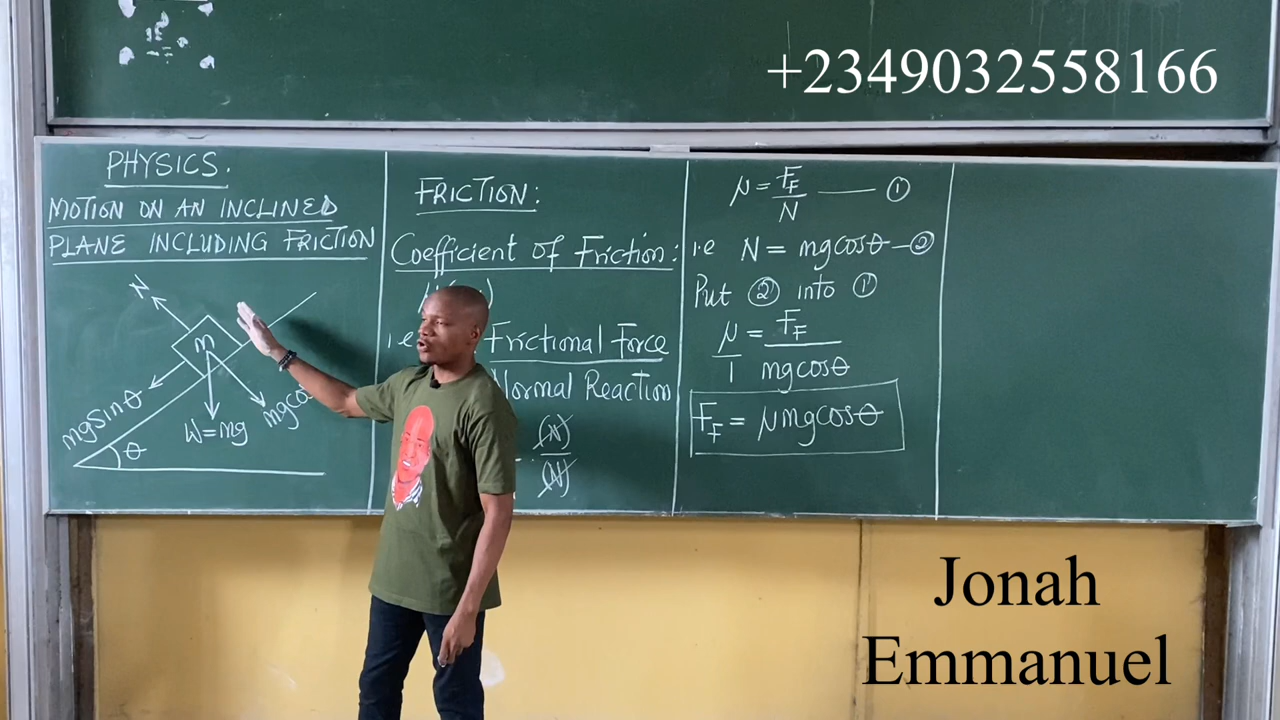 +2349032558166
PHYSICS.
MOTION ON AN INCLINED
PLANE INCLUDING FRICTION
N
m
mgSinθ
W=mg
mgco
θ
FRICTION:
Coefficient of Friction:
i.e
Frictional Force
Normal Reaction
(N)
(N)
μ = F_F / N —— ①
i.e N = mgcosθ —②
Put ② into ①
μ / 1 = F_F / mgcosθ
F_F = μmgcosθ
Jonah
Emmanuel